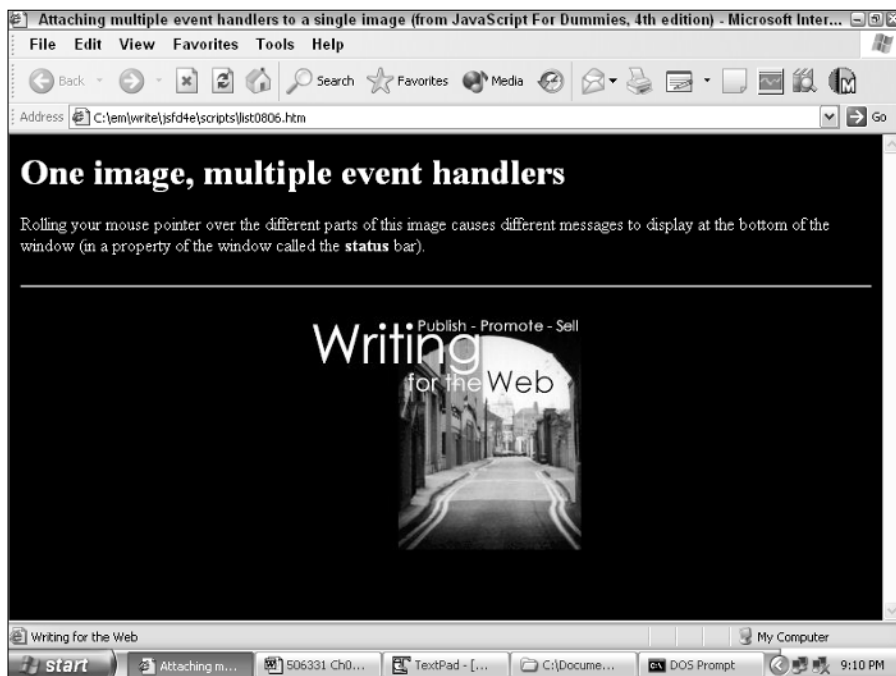 Attaching multiple event handlers to a single image (from JavaScript For Dummies, 4th edition) - Microsoft Inter...
File Edit View Favorites Tools Help
Back Search Favorites Media
Address C:\em\write\jsfd4e\scripts\list0806.htm Go
One image, multiple event handlers
Rolling your mouse pointer over the different parts of this image causes different messages to display at the bottom of the
window (in a property of the window called the status bar).
Publish - Promote - Sell
Writing
for the Web
Writing for the Web My Computer
start Attaching m... 506331 Ch0... TextPad - [... C:\Docume... DOS Prompt 9:10 PM